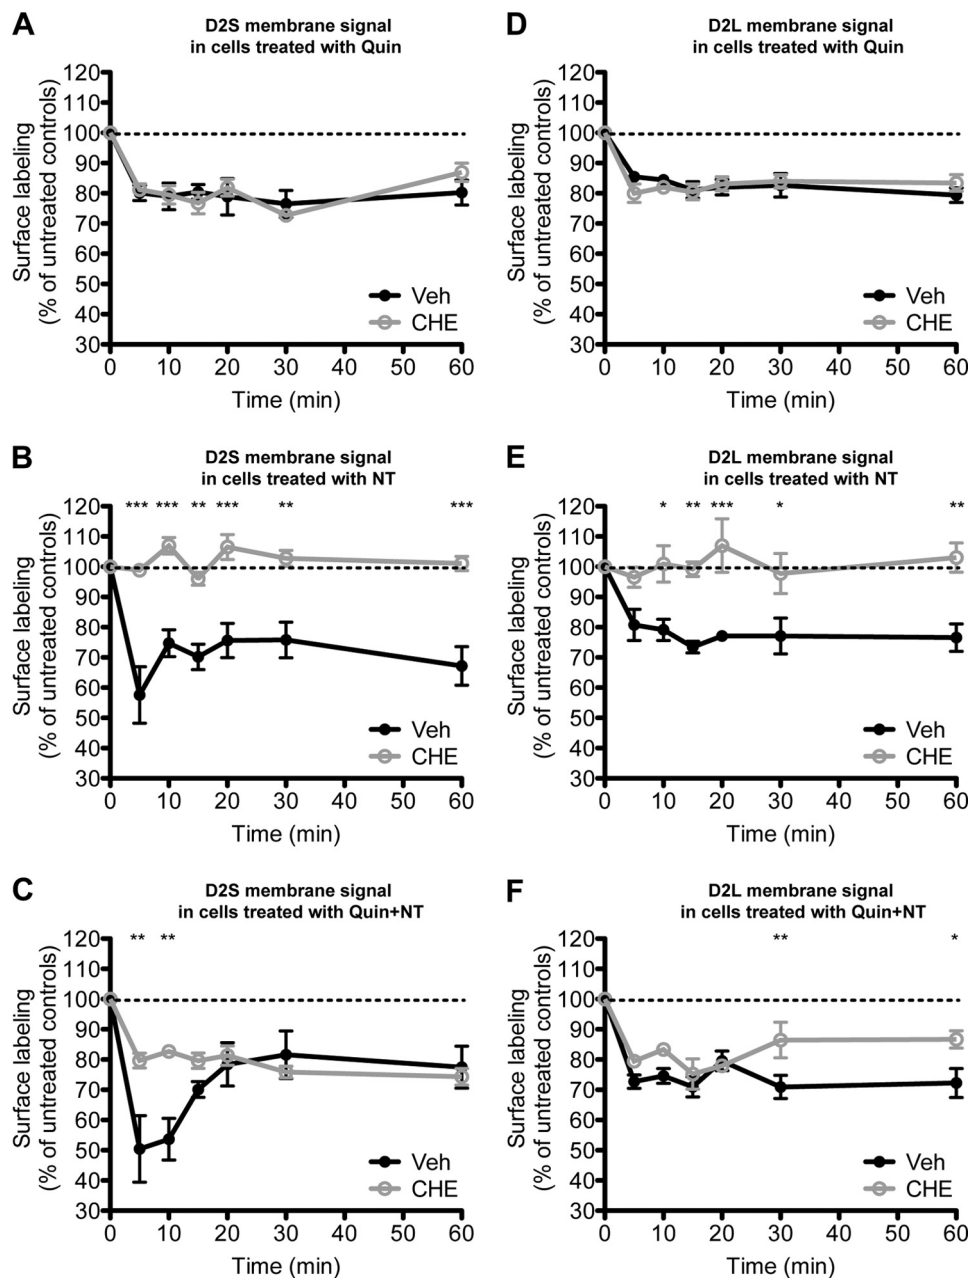 A
D2S membrane signal
in cells treated with Quin
Surface labeling
(% of untreated controls)
120
110
100
90
80
70
60
50
40
30
Veh
CHE
0 10 20 30 40 50 60
Time (min)
D
D2L membrane signal
in cells treated with Quin
Surface labeling
(% of untreated controls)
120
110
100
90
80
70
60
50
40
30
Veh
CHE
0 10 20 30 40 50 60
Time (min)
B
D2S membrane signal
in cells treated with NT
*** *** ** *** ** ***
Surface labeling
(% of untreated controls)
120
110
100
90
80
70
60
50
40
30
Veh
CHE
0 10 20 30 40 50 60
Time (min)
E
D2L membrane signal
in cells treated with NT
* ** *** * **
Surface labeling
(% of untreated controls)
120
110
100
90
80
70
60
50
40
30
Veh
CHE
0 10 20 30 40 50 60
Time (min)
C
D2S membrane signal
in cells treated with Quin+NT
** **
Surface labeling
(% of untreated controls)
120
110
100
90
80
70
60
50
40
30
Veh
CHE
0 10 20 30 40 50 60
Time (min)
F
D2L membrane signal
in cells treated with Quin+NT
** *
Surface labeling
(% of untreated controls)
120
110
100
90
80
70
60
50
40
30
Veh
CHE
0 10 20 30 40 50 60
Time (min)